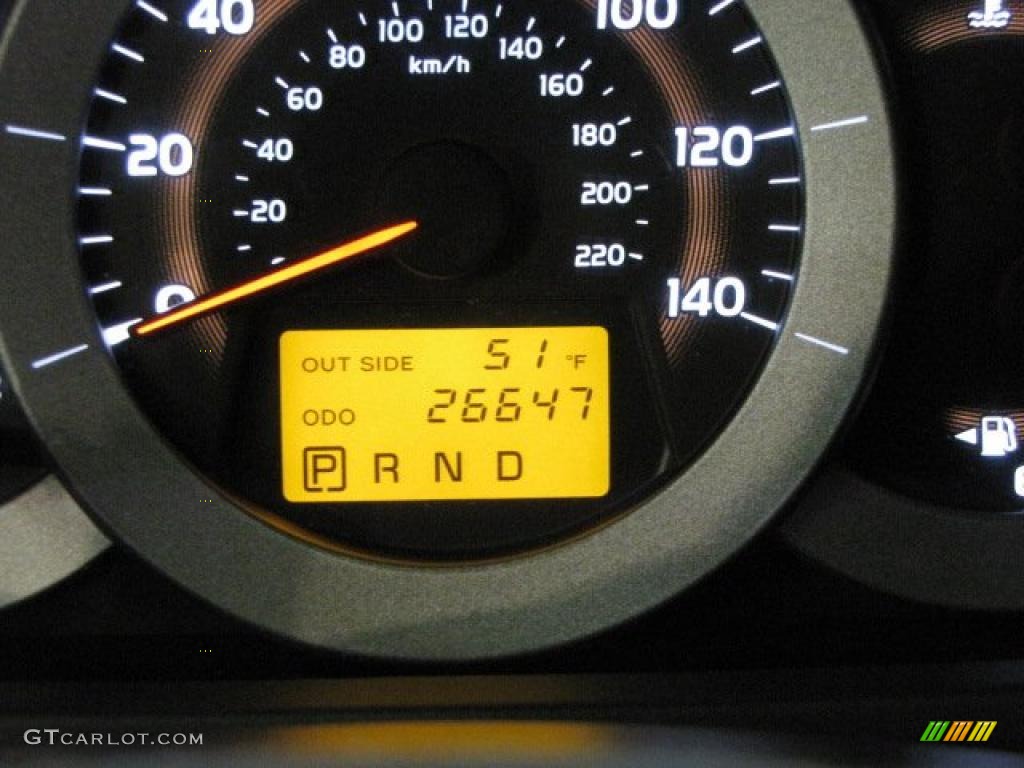 40 100
100 120
80 140
km/h
60 160
20 40 180 120
20 200
220
0 140
OUT SIDE 51 °F
ODO 26647
P R N D
GTCARLOT.COM